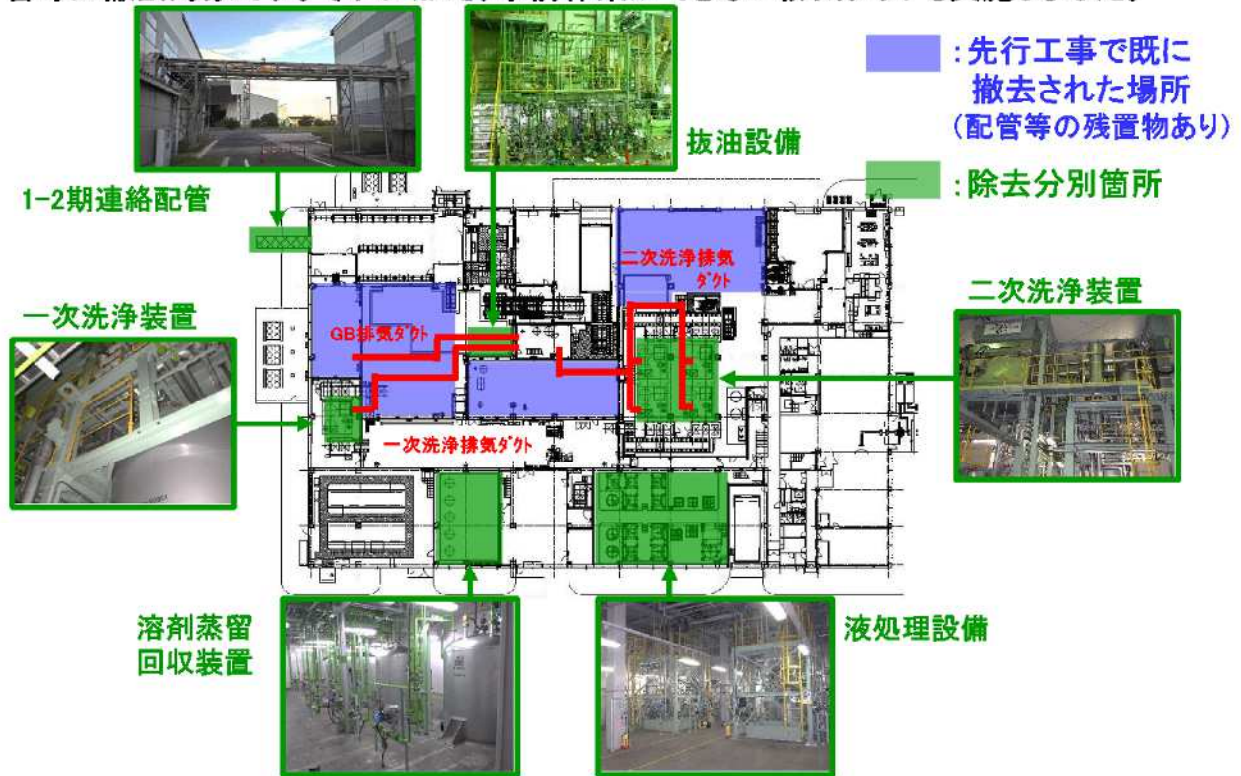 ：先行工事で既に
撤去された場所
（配管等の残置物あり）
：除去分別箇所
抜油設備
1-2期連絡配管
一次洗浄装置
二次洗浄排気
ダクト
GB排気ダクト
二次洗浄装置
一次洗浄排気ダクト
溶剤蒸留
回収装置
液処理設備